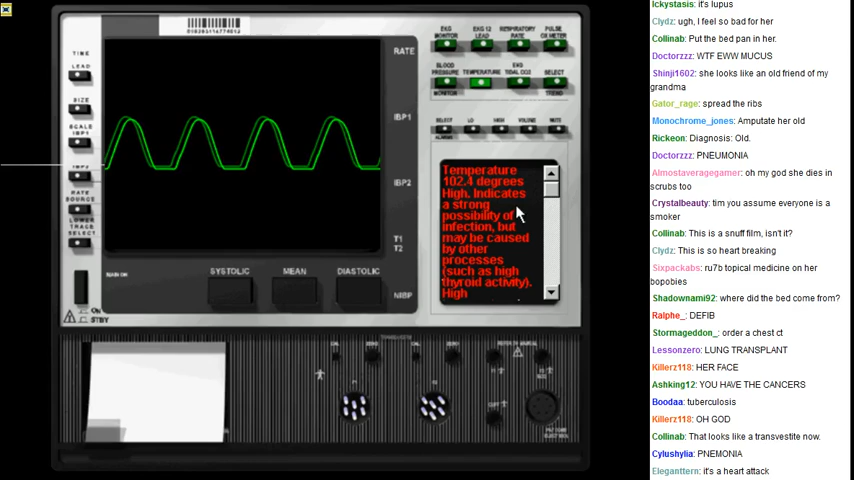 TIME
LEAD
SIZE
SCALE
IBP1
RATE
SOURCE
LOWER
TRACE
SELECT
ON
STBY
RATE
IBP1
IBP2
T1
T2
NIBP
MAIN ON
SYSTOLIC
MEAN
DIASTOLIC
EKG
MONITOR
EKG 12
LEAD
RESPIRATORY
RATE
PULSE
OX METER
BLOOD
PRESSURE
MONITOR
TEMPERATURE
TIDAL CO2
SELECT
TREND
SELECT
ALARMS
LO
HIGH
VOLUME
MUTE
Temperature
102.4 degrees
High. Indicates
a strong
possibility of
infection, but
may be caused
by other
processes
(such as high
thyroid activity).
High
Ickystasis: it's lupus
Clydz: ugh, I feel so bad for her
Collinab: Put the bed pan in her.
Doctorzzz: WTF EWW MUCUS
Shinji1602: she looks like an old friend of my
grandma
Gator_rage: spread the ribs
Monochrome_jones: Amputate her old
Rickeon: Diagnosis: Old.
Doctorzzz: PNEUMONIA
Almostaveragegamer: oh my god she dies in
scrubs too
Crystalbeauty: tim you assume everyone is a
smoker
Collinab: This is a snuff film, isn't it?
Clydz: This is so heart breaking
Sixpackabs: ru7b topical medicine on her
bopobies
Shadownami92: where did the bed come from?
Ralphe_: DEFIB
Stormageddon_: order a chest ct
Lessonzero: LUNG TRANSPLANT
Killerz118: HER FACE
Ashking12: YOU HAVE THE CANCERS
Boodaa: tuberculosis
Killerz118: OH GOD
Collinab: That looks like a transvestite now.
Cylushylia: PNEMONIA
Eleganttern: it's a heart attack